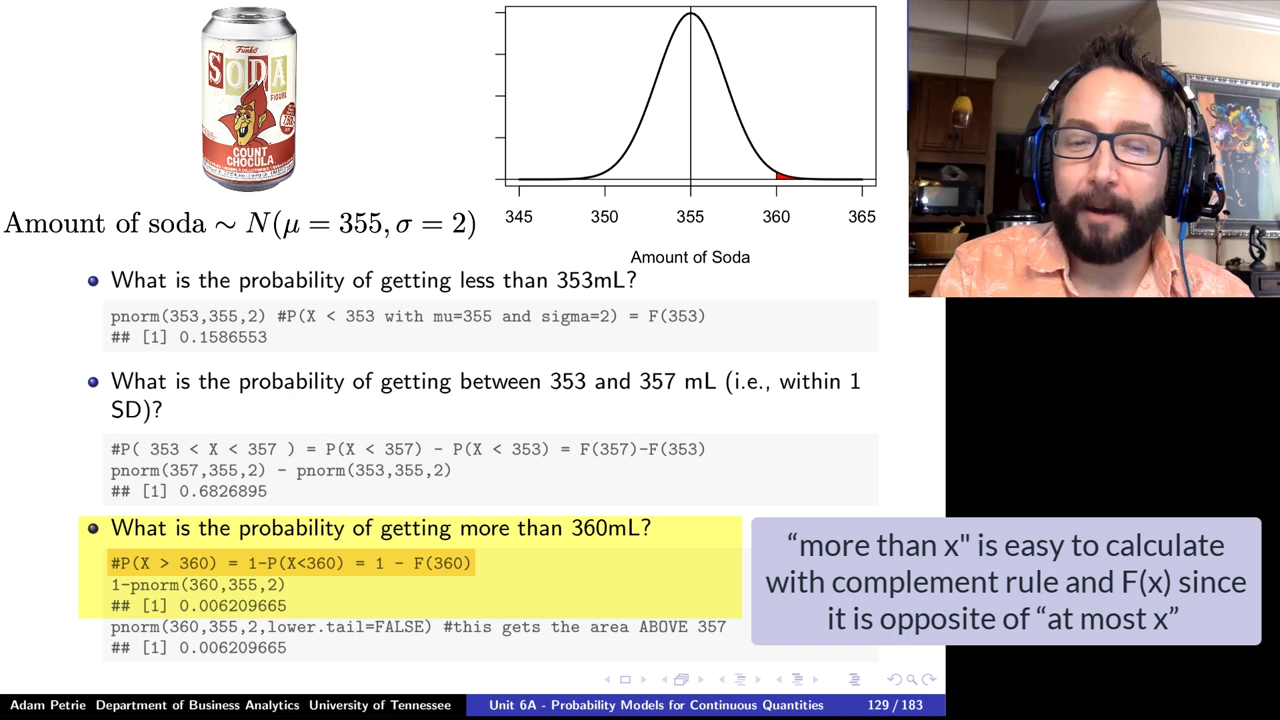 Funko
SODA
FIGURE
COUNT
CHOCULA
345 350 355 360 365
Amount of Soda
Amount of soda ∼ N(μ = 355, σ = 2)
What is the probability of getting less than 353mL?
pnorm(353,355,2) #P(X < 353 with mu=355 and sigma=2) = F(353)
## [1] 0.1586553
What is the probability of getting between 353 and 357 mL (i.e., within 1
SD)?
#P( 353 < X < 357 ) = P(X < 357) - P(X < 353) = F(357)-F(353)
pnorm(357,355,2) - pnorm(353,355,2)
## [1] 0.6826895
What is the probability of getting more than 360mL?
#P(X > 360) = 1-P(X<360) = 1 - F(360)
1-pnorm(360,355,2)
## [1] 0.006209665
pnorm(360,355,2,lower.tail=FALSE) #this gets the area ABOVE 357
## [1] 0.006209665
“more than x" is easy to calculate
with complement rule and F(x) since
it is opposite of “at most x”
Adam Petrie Department of Business Analytics University of Tennessee
Unit 6A - Probability Models for Continuous Quantities
129 / 183